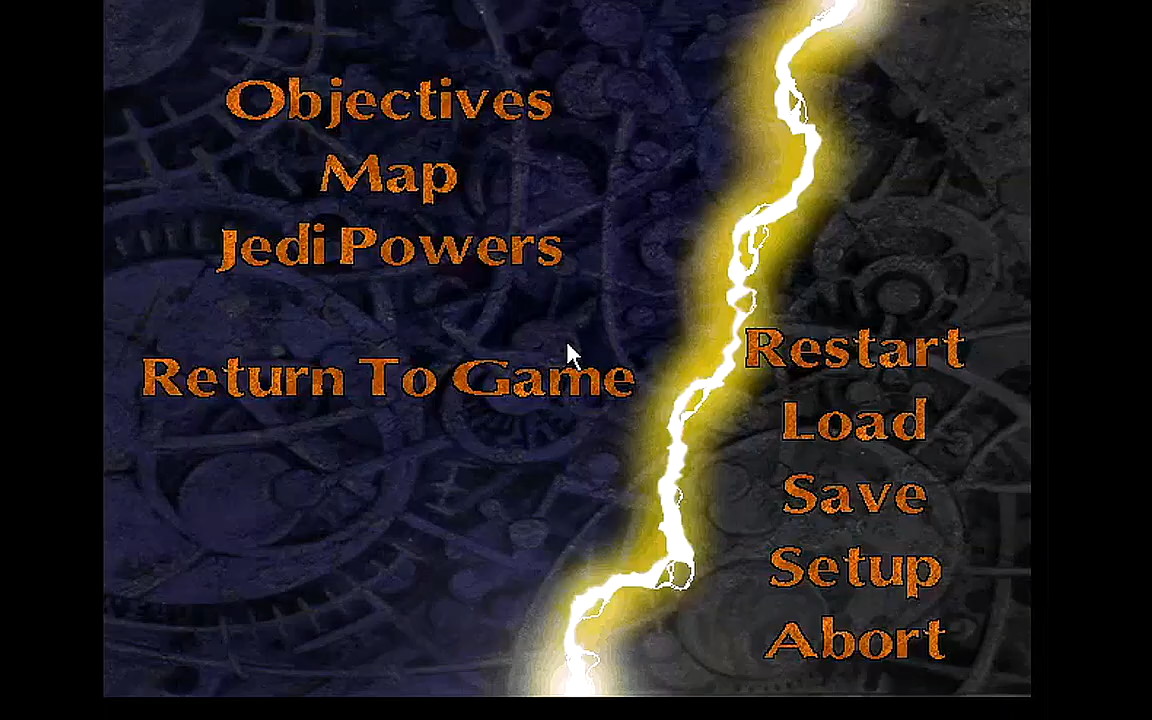 Objectives
Map
Jedi Powers
Return To Game
Restart
Load
Save
Setup
Abort